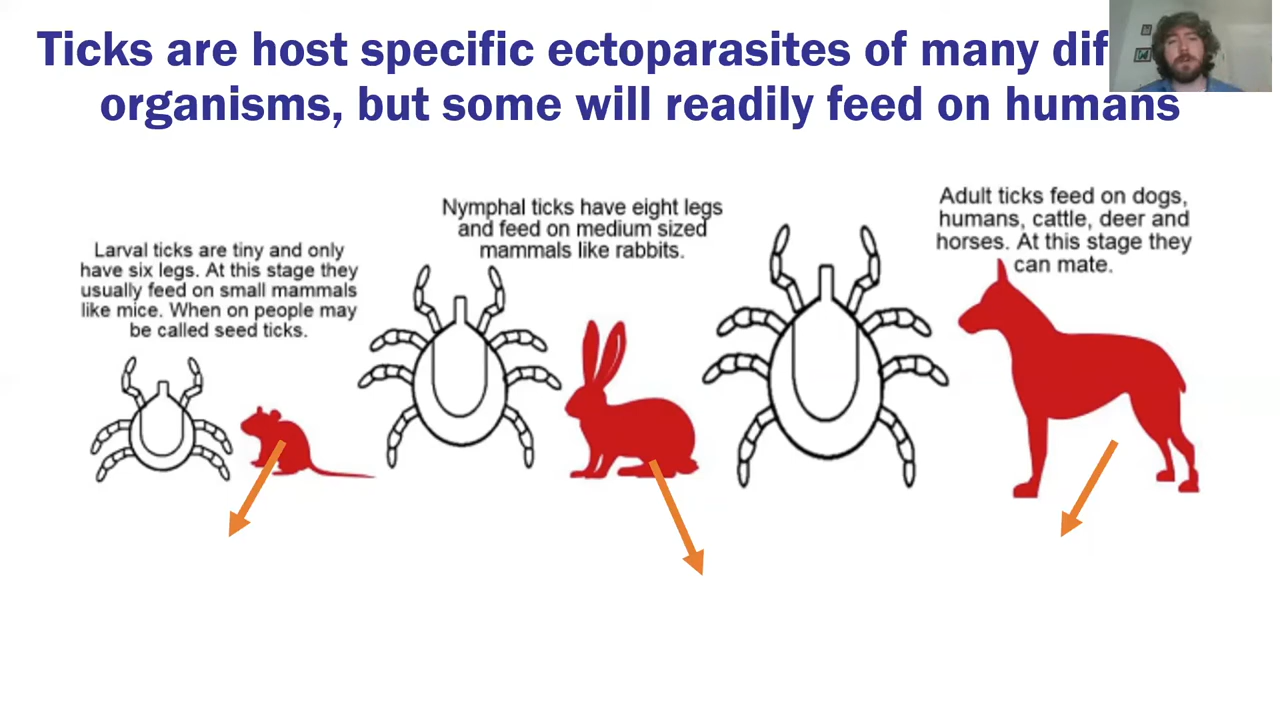 Ticks are host specific ectoparasites of many dif
organisms, but some will readily feed on humans
Larval ticks are tiny and only
have six legs. At this stage they
usually feed on small mammals
like mice. When on people may
be called seed ticks.
Nymphal ticks have eight legs
and feed on medium sized
mammals like rabbits.
Adult ticks feed on dogs,
humans, cattle, deer and
horses. At this stage they
can mate.